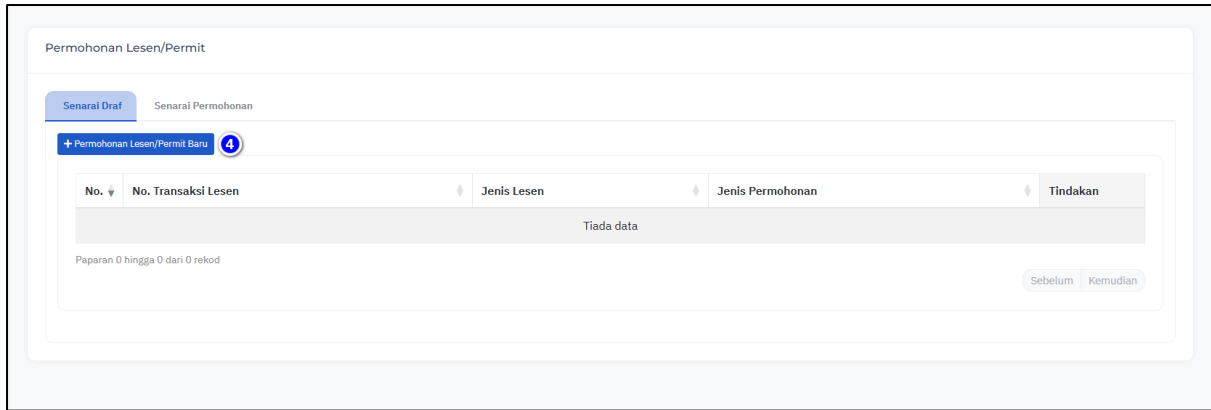 Permohonan Lesen/Permit
Senarai Draf Senarai Permohonan
+ Permohonan Lesen/Permit Baru 4
No. No. Transaksi Lesen Jenis Lesen Jenis Permohonan Tindakan
Tiada data
Paparan 0 hingga 0 dari 0 rekod
Sebelum Kemudian